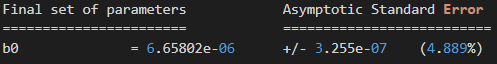 Final set of parameters Asymptotic Standard Error
======================= ==========================
b0 = 6.65802e-06 +/- 3.255e-07 (4.889%)